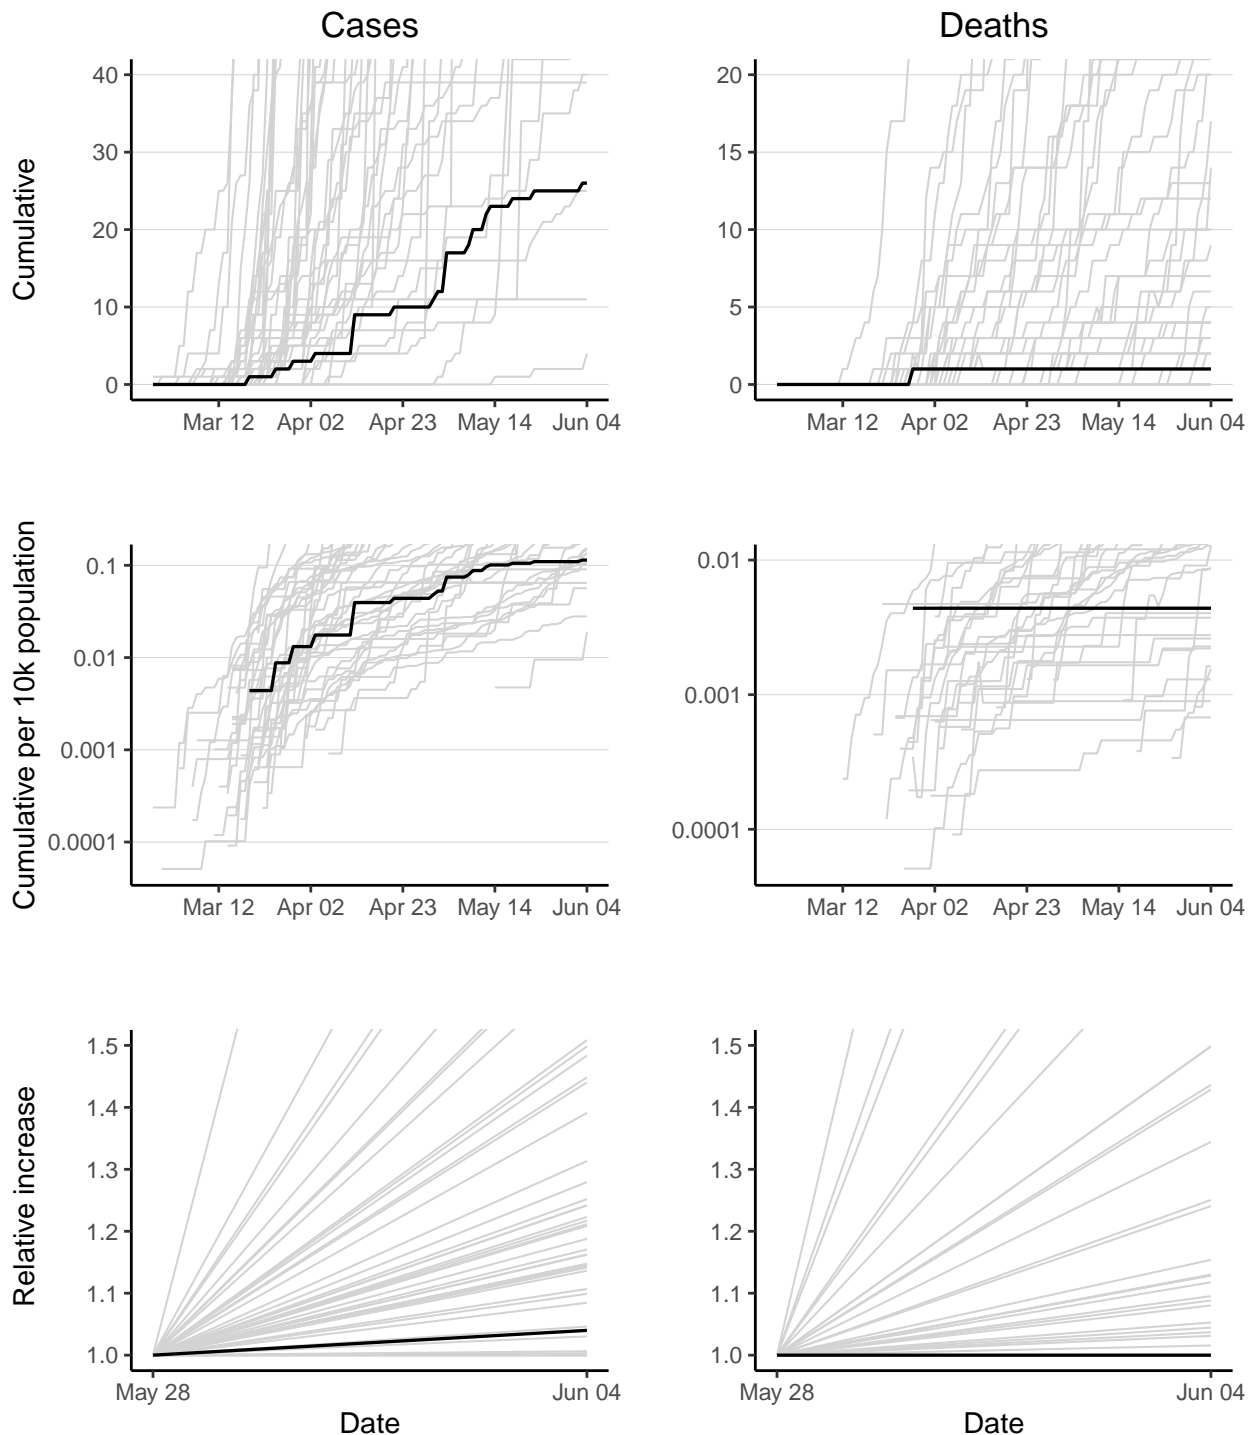 Cases
Deaths
Cumulative
40
30
20
10
0
Mar 12 Apr 02 Apr 23 May 14 Jun 04
20
15
10
5
0
Mar 12 Apr 02 Apr 23 May 14 Jun 04
Cumulative per 10k population
0.1
0.01
0.001
0.0001
Mar 12 Apr 02 Apr 23 May 14 Jun 04
0.01
0.001
0.0001
Mar 12 Apr 02 Apr 23 May 14 Jun 04
Relative increase
1.5
1.4
1.3
1.2
1.1
1.0
May 28 Jun 04
Date
1.5
1.4
1.3
1.2
1.1
1.0
May 28 Jun 04
Date